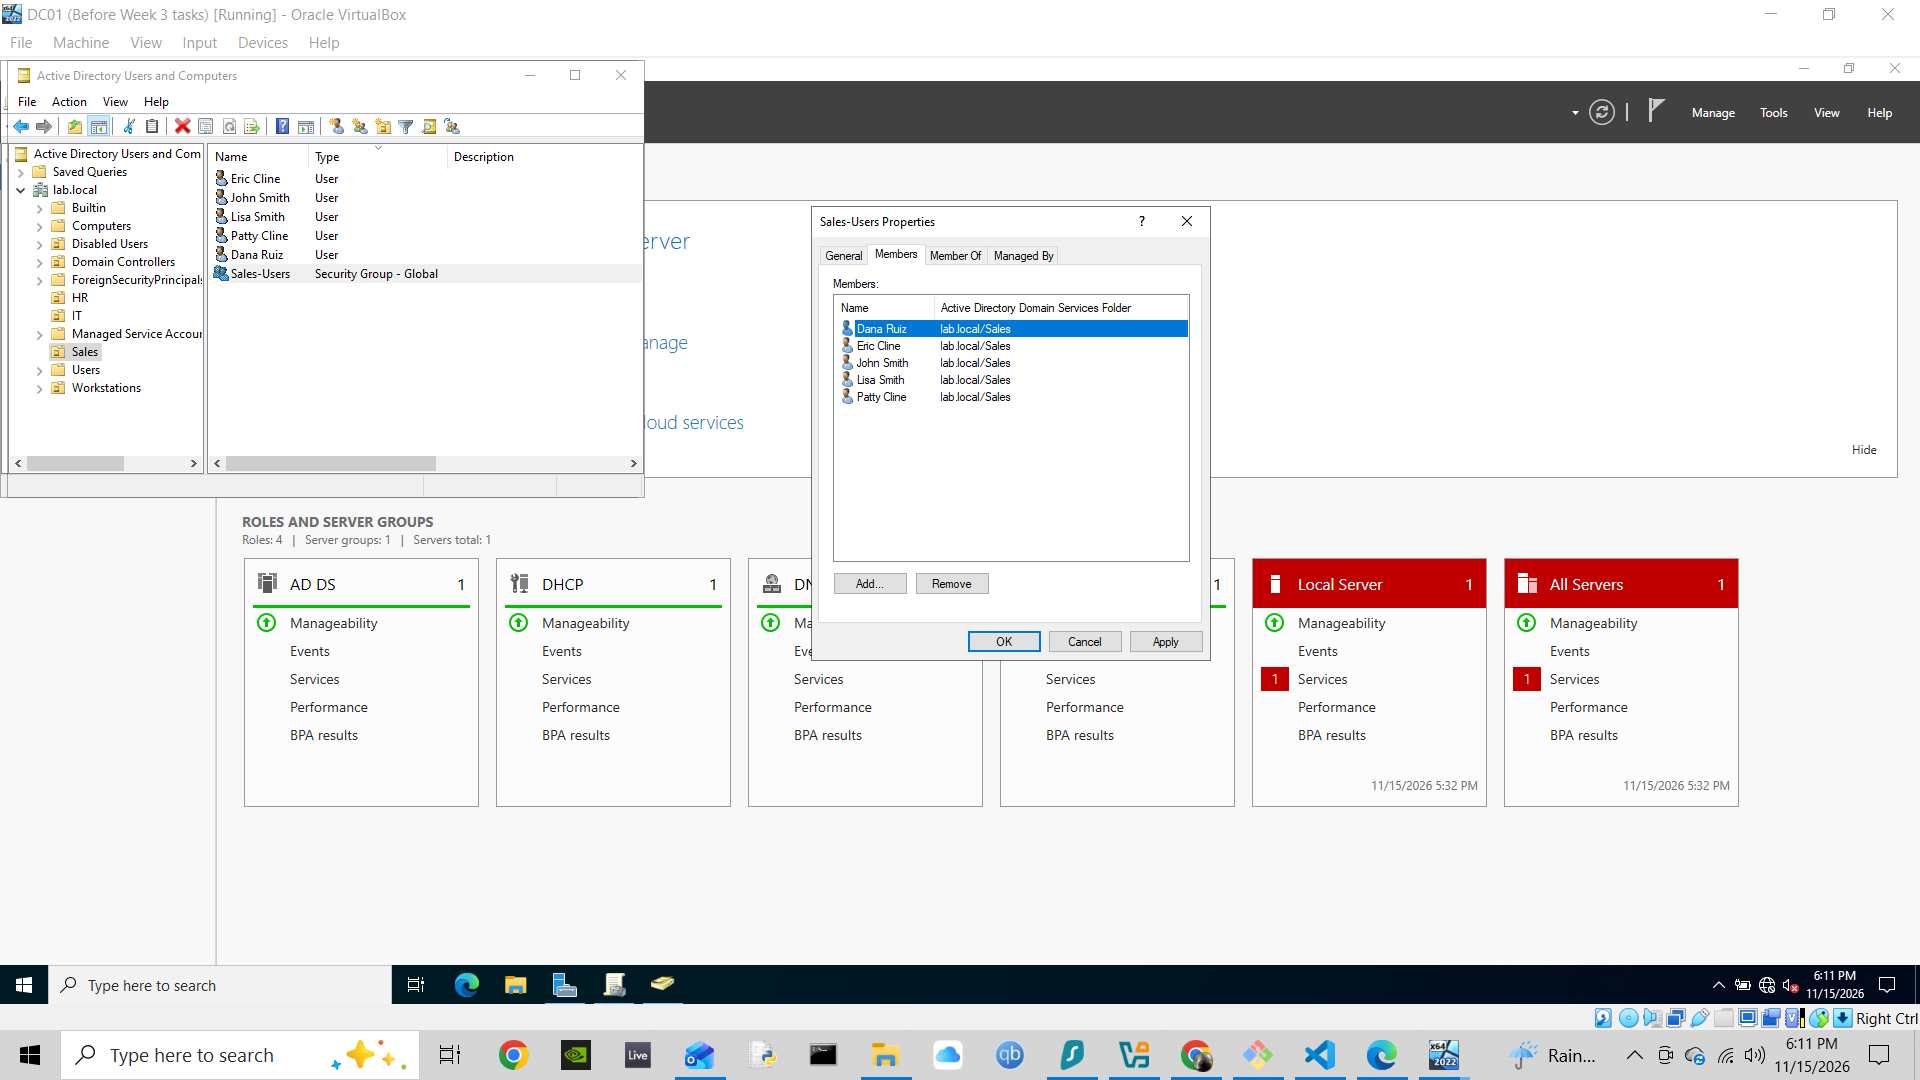 DC01 (Before Week 3 tasks) [Running] - Oracle VirtualBox
File Machine View Input Devices Help
Active Directory Users and Computers
File Action View Help
Manage Tools View Help
Active Directory Users and Com
Saved Queries
lab.local
Builtin
Computers
Disabled Users
Domain Controllers
ForeignSecurityPrincipals
HR
IT
Managed Service Accour
Sales
Users
Workstations
Name Type Description
Eric Cline User
John Smith User
Lisa Smith User
Patty Cline User
Dana Ruiz User
Sales-Users Security Group - Global
erver
anage
loud services
Hide
Sales-Users Properties
General Members Member Of Managed By
Members:
Name Active Directory Domain Services Folder
Dana Ruiz lab.local/Sales
Eric Cline lab.local/Sales
John Smith lab.local/Sales
Lisa Smith lab.local/Sales
Patty Cline lab.local/Sales
Add... Remove
OK Cancel Apply
ROLES AND SERVER GROUPS
Roles: 4 | Server groups: 1 | Servers total: 1
AD DS 1
Manageability
Events
Services
Performance
BPA results
DHCP 1
Manageability
Events
Services
Performance
BPA results
DN
Ma
Eve
Services
Performance
BPA results
1
Services
Performance
BPA results
Local Server 1
Manageability
Events
1 Services
Performance
BPA results
11/15/2026 5:32 PM
All Servers 1
Manageability
Events
1 Services
Performance
BPA results
11/15/2026 5:32 PM
Type here to search
6:11 PM
11/15/2026
Right Ctrl
Type here to search
Live
qb
x64
2022
Rain...
6:11 PM
11/15/2026